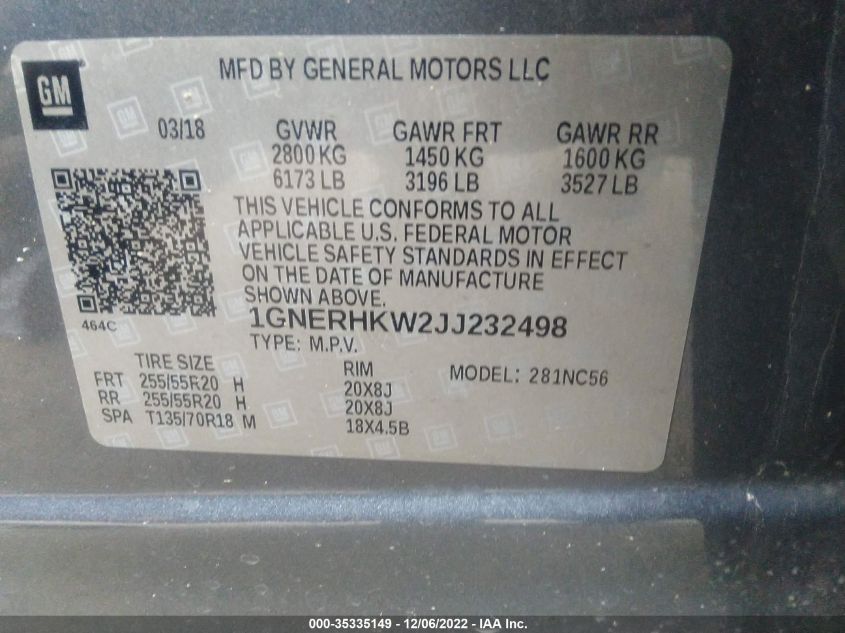 GM
MFD BY GENERAL MOTORS LLC
03/18 GVWR GAWR FRT GAWR RR
2800 KG 1450 KG 1600 KG
6173 LB 3196 LB 3527 LB
THIS VEHICLE CONFORMS TO ALL
APPLICABLE U.S. FEDERAL MOTOR
VEHICLE SAFETY STANDARDS IN EFFECT
ON THE DATE OF MANUFACTURE
SHOWN ABOVE.
464C
1GNERHKW2JJ232498
TYPE: M.P.V.
TIRE SIZE RIM MODEL: 281NC56
FRT 255/55R20 H 20X8J
RR 255/55R20 H 20X8J
SPA T135/70R18 M 18X4.5B
000-35335149 - 12/06/2022 - IAA Inc.